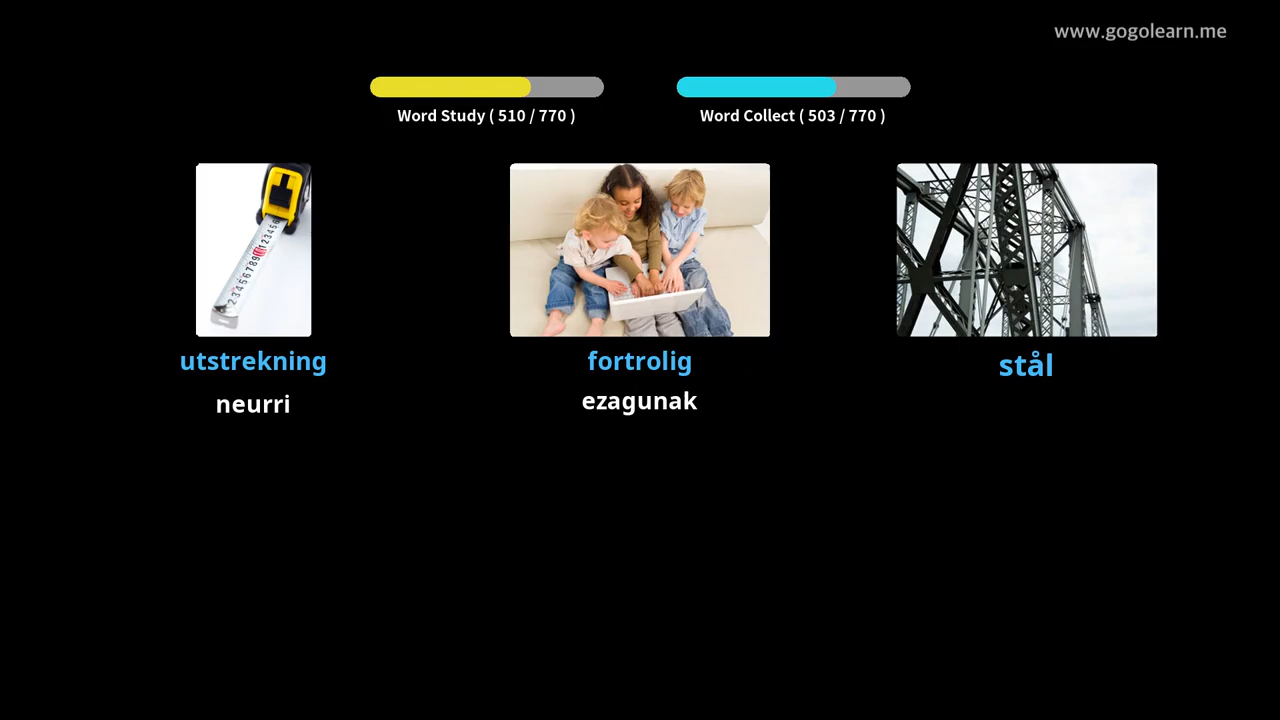 www.gogolearn.me
Word Study ( 510 / 770 )
Word Collect ( 503 / 770 )
utstrekning
fortrolig
stål
neurri
ezagunak